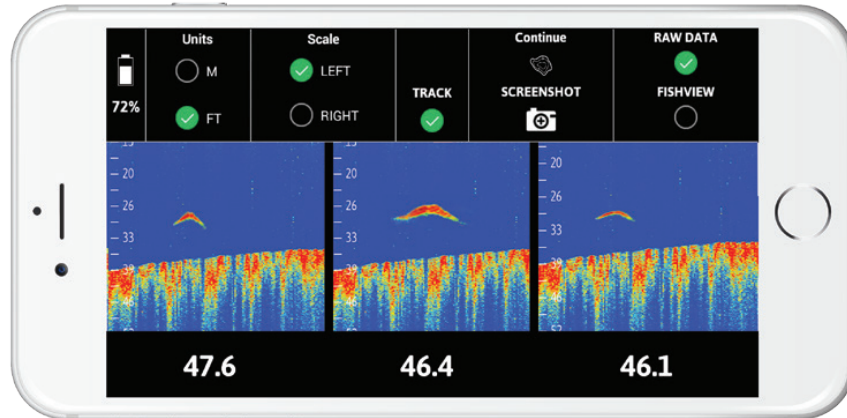 Units
Scale
Continue
RAW DATA
M
LEFT
72%
TRACK
SCREENSHOT
FISHVIEW
FT
RIGHT
20
26
33
20
26
33
20
26
33
47.6
46.4
46.1